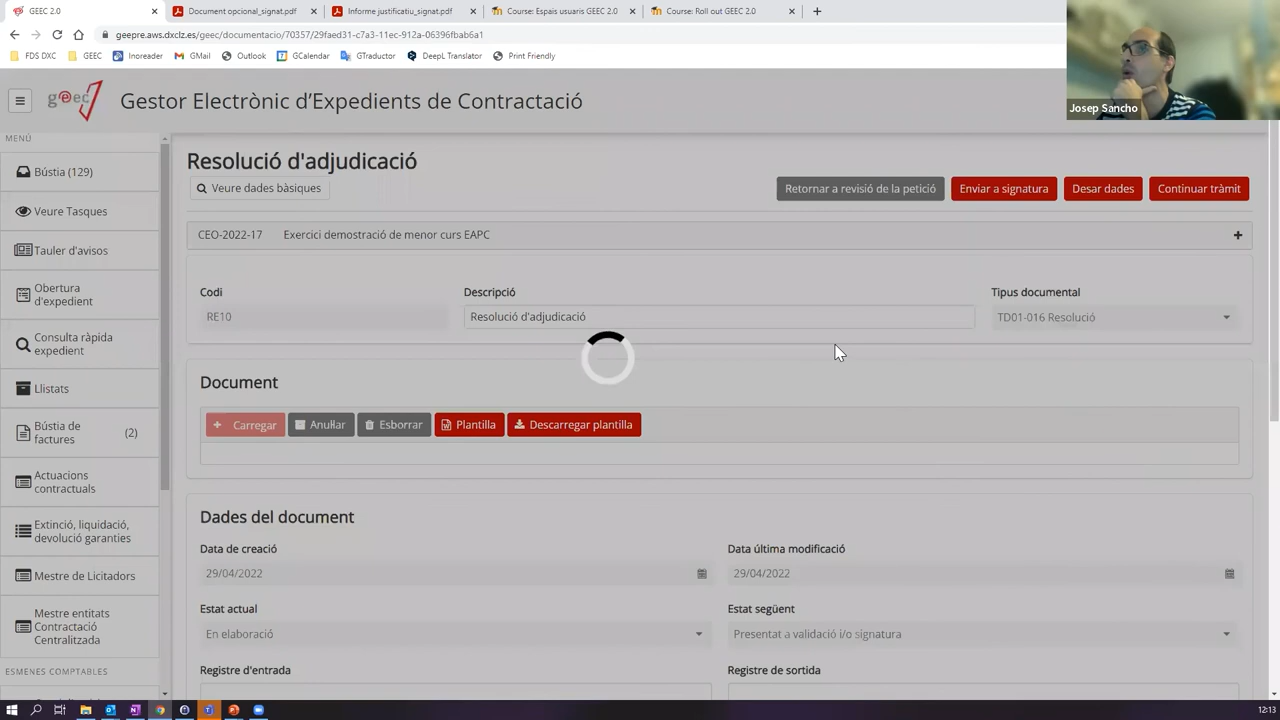 GEEC 2.0
Document opcional_signat.pdf
Informe justificatiu_signat.pdf
Course: Espais usuaris GEEC 2.0
Course: Roll out GEEC 2.0
geepre.aws.dxclz.es/geec/documentacio/70357/29faed31-c7a3-11ec-912a-06396fbab6a1
FDS DXC
GEEC
Inoreader
GMail
Outlook
GCalendar
GTraductor
DeepL Translator
Print Friendly
Josep Sancho
geec
Gestor Electrònic d'Expedients de Contractació
MENÚ
Bústia (129)
Veure Tasques
Tauler d'avisos
Obertura
d'expedient
Consulta ràpida
expedient
Llistats
Bústia de
factures
(2)
Actuacions
contractuals
Extinció, liquidació,
devolució garanties
Mestre de Licitadors
Mestre entitats
Contractació
Centralitzada
ESMENES COMPTABLES
Resolució d'adjudicació
Veure dades bàsiques
Retornar a revisió de la petició
Enviar a signatura
Desar dades
Continuar tràmit
CEO-2022-17 Exercici demostració de menor curs EAPC
Codi
Descripció
Tipus documental
RE10
Resolució d'adjudicació
TD01-016 Resolució
Document
Carregar
Anul·lar
Esborrar
Plantilla
Descarregar plantilla
Dades del document
Data de creació
Data última modificació
29/04/2022
29/04/2022
Estat actual
Estat següent
En elaboració
Presentat a validació i/o signatura
Registre d'entrada
Registre de sortida
12:13